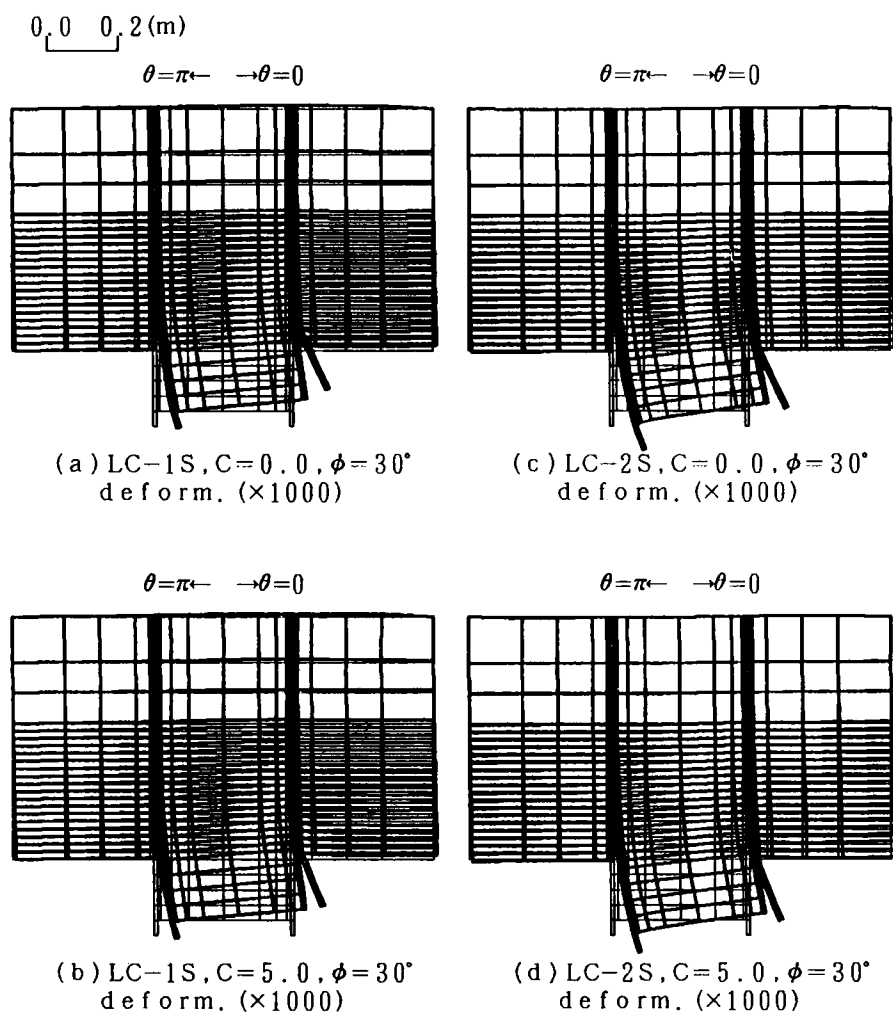 0.0 0.2(m)
θ=π← →θ=0
(a) LC-1S, C=0.0, φ=30°
deform. (×1000)
θ=π← →θ=0
(c) LC-2S, C=0.0, φ=30°
deform. (×1000)
θ=π← →θ=0
(b) LC-1S, C=5.0, φ=30°
deform. (×1000)
θ=π← →θ=0
(d) LC-2S, C=5.0, φ=30°
deform. (×1000)